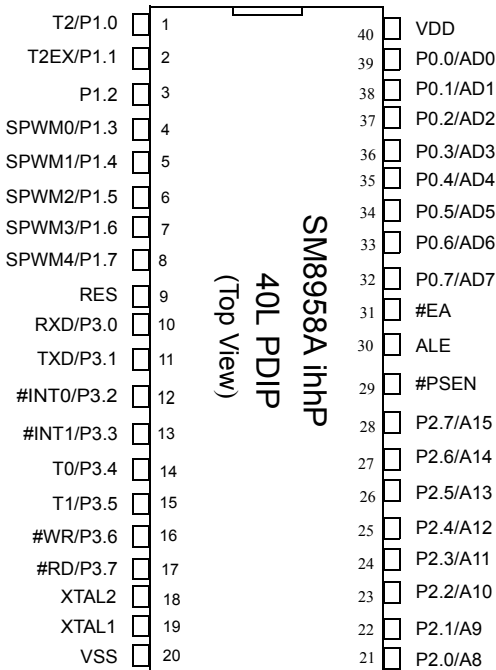 T2/P1.0 1
T2EX/P1.1 2
P1.2 3
SPWM0/P1.3 4
SPWM1/P1.4 5
SPWM2/P1.5 6
SPWM3/P1.6 7
SPWM4/P1.7 8
RES 9
RXD/P3.0 10
TXD/P3.1 11
#INT0/P3.2 12
#INT1/P3.3 13
T0/P3.4 14
T1/P3.5 15
#WR/P3.6 16
#RD/P3.7 17
XTAL2 18
XTAL1 19
VSS 20
SM8958A ihhP
40L PDIP
(Top View)
40 VDD
39 P0.0/AD0
38 P0.1/AD1
37 P0.2/AD2
36 P0.3/AD3
35 P0.4/AD4
34 P0.5/AD5
33 P0.6/AD6
32 P0.7/AD7
31 #EA
30 ALE
29 #PSEN
28 P2.7/A15
27 P2.6/A14
26 P2.5/A13
25 P2.4/A12
24 P2.3/A11
23 P2.2/A10
22 P2.1/A9
21 P2.0/A8